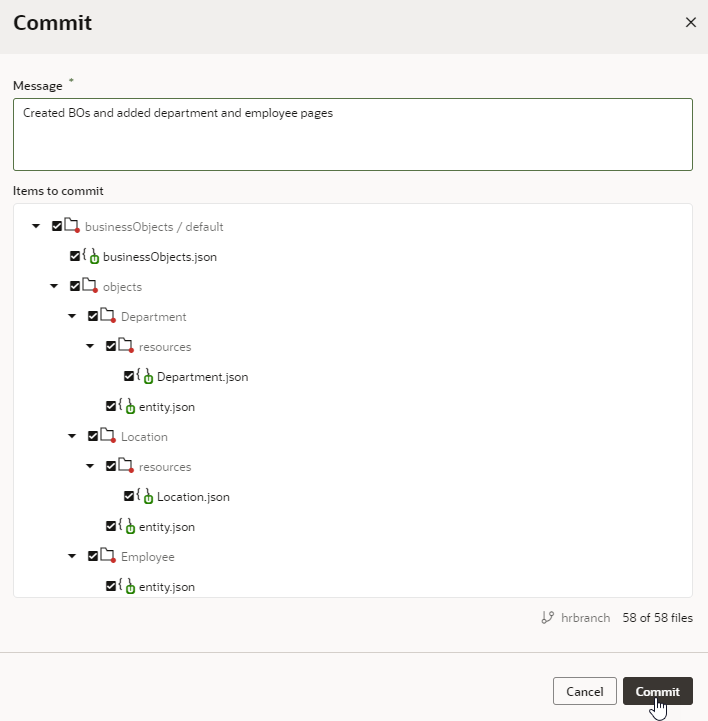 Commit
Message *
Created BOs and added department and employee pages
Items to commit
businessObjects / default
businessObjects.json
objects
Department
resources
Department.json
entity.json
Location
resources
Location.json
entity.json
Employee
entity.json
hrbranch 58 of 58 files
Cancel Commit